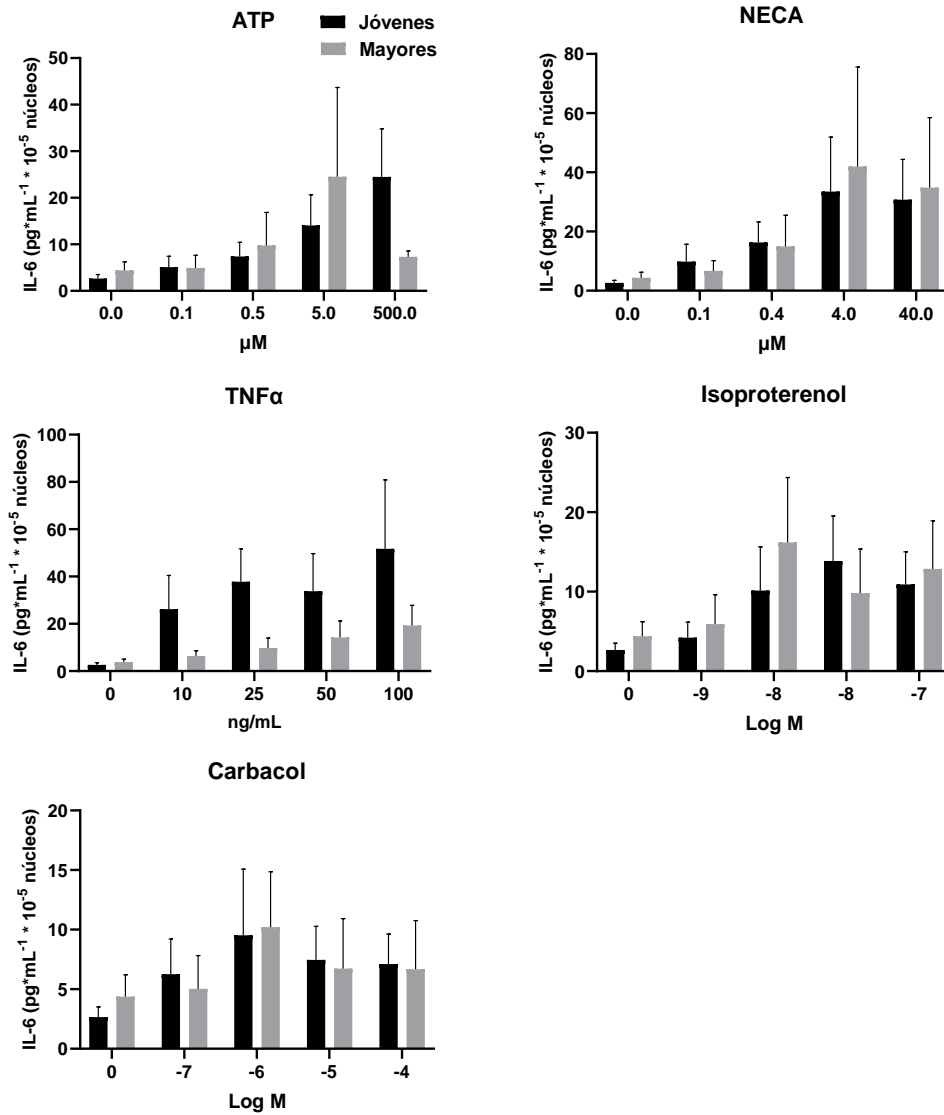 ATP
Jóvenes
Mayores
IL-6 (pg*mL⁻¹ * 10⁻⁵ núcleos)
50
40
30
20
10
0
0.0 0.1 0.5 5.0 500.0
µM
NECA
IL-6 (pg*mL⁻¹ * 10⁻⁵ núcleos)
80
60
40
20
0
0.0 0.1 0.4 4.0 40.0
µM
TNFα
IL-6 (pg*mL⁻¹ * 10⁻⁵ núcleos)
100
80
60
40
20
0
0 10 25 50 100
ng/mL
Isoproterenol
IL-6 (pg*mL⁻¹ * 10⁻⁵ núcleos)
30
20
10
0
0 -9 -8 -8 -7
Log M
Carbacol
IL-6 (pg*mL⁻¹ * 10⁻⁵ núcleos)
20
15
10
5
0
0 -7 -6 -5 -4
Log M